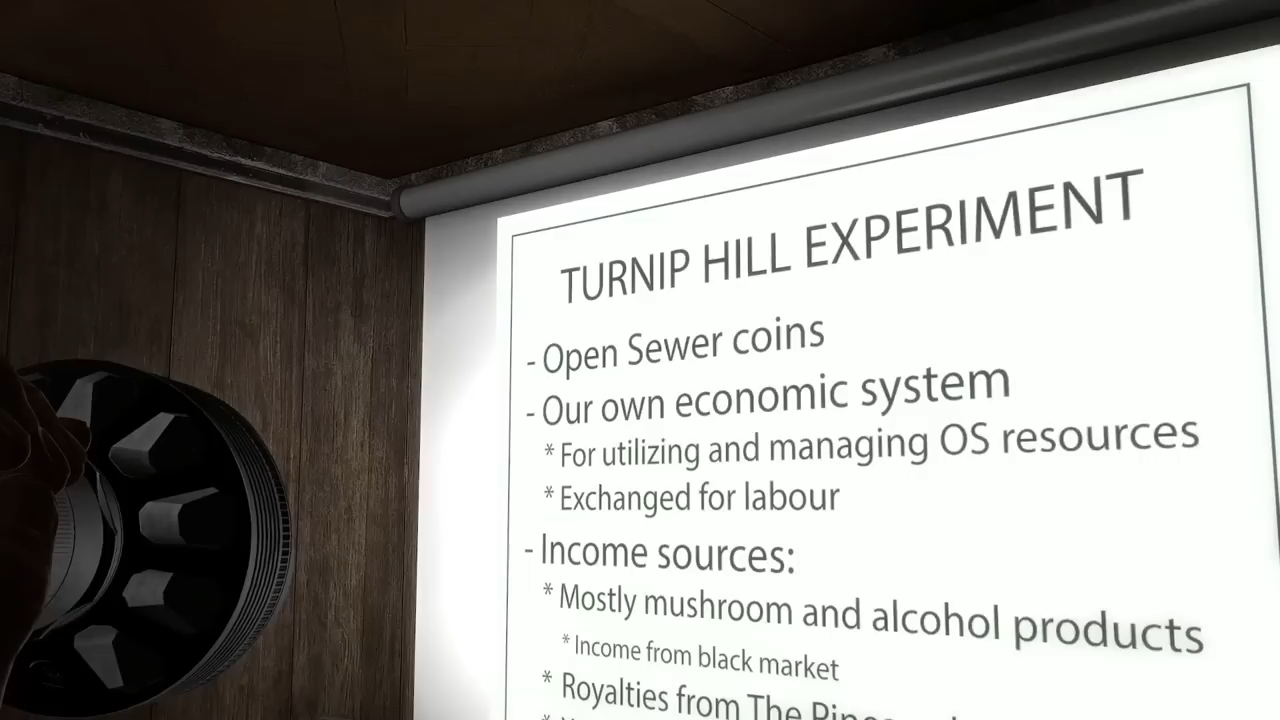 TURNIP HILL EXPERIMENT
- Open Sewer coins
- Our own economic system
* For utilizing and managing OS resources
* Exchanged for labour
- Income sources:
* Mostly mushroom and alcohol products
* Income from black market
* Royalties from The